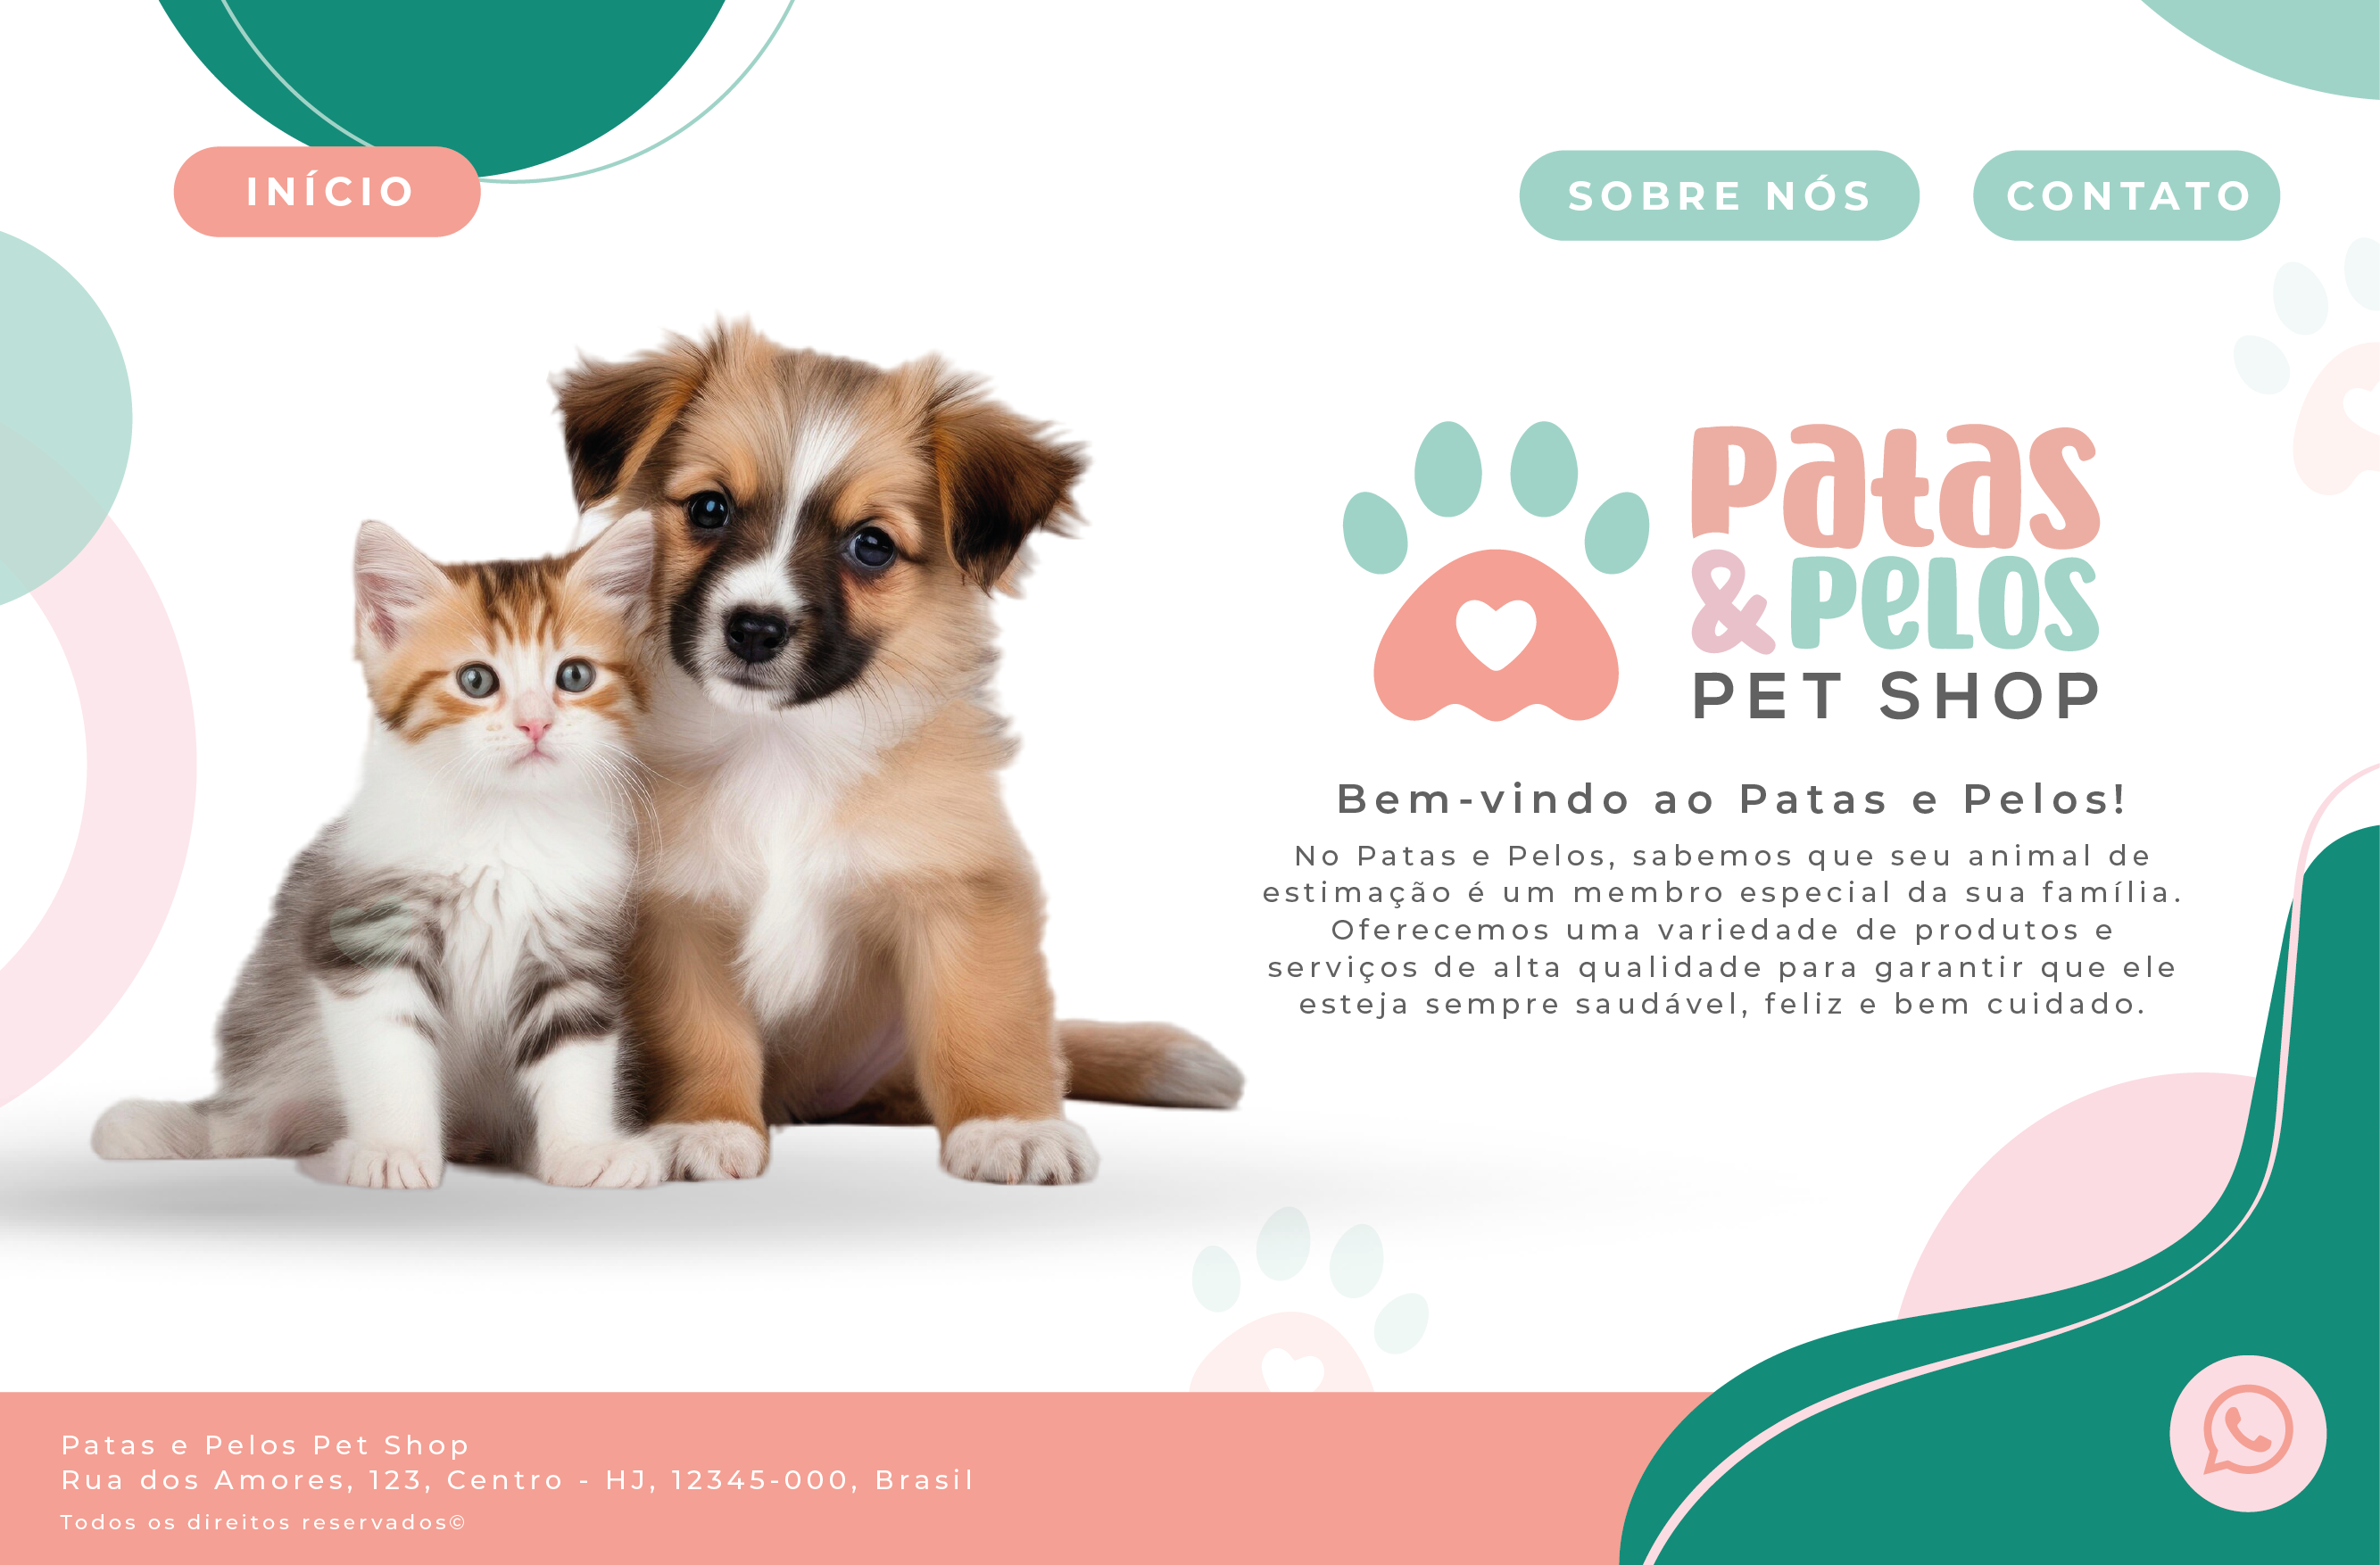 INÍCIO
SOBRE NÓS
CONTATO
Patas
& Pelos
PET SHOP
Bem-vindo ao Patas e Pelos!
No Patas e Pelos, sabemos que seu animal de
estimação é um membro especial da sua família.
Oferecemos uma variedade de produtos e
serviços de alta qualidade para garantir que ele
esteja sempre saudável, feliz e bem cuidado.
Patas e Pelos Pet Shop
Rua dos Amores, 123, Centro - HJ, 12345-000, Brasil
Todos os direitos reservados©